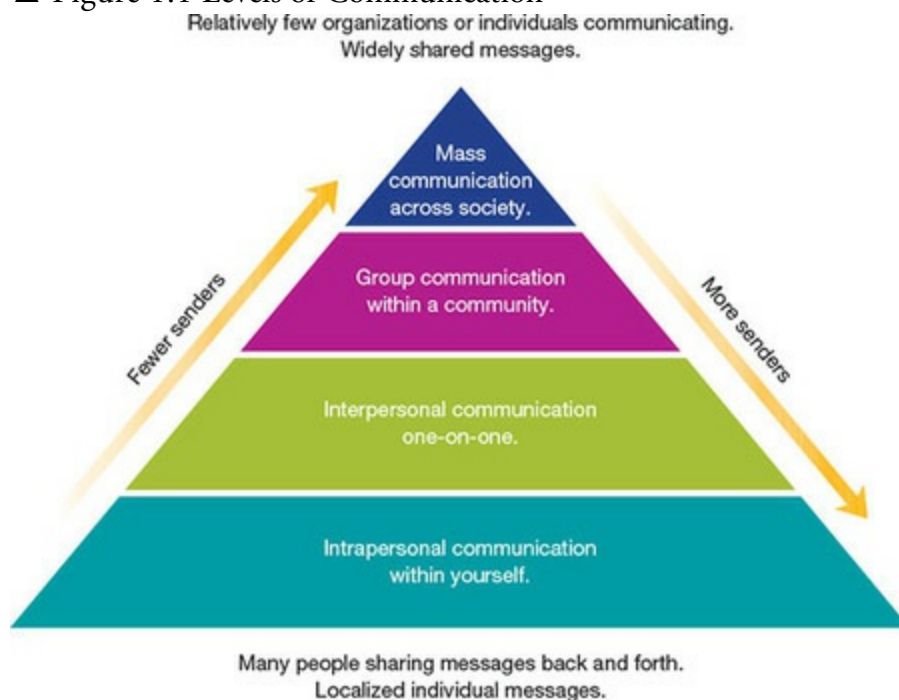 Figure 1.1 Levels of Communication
Relatively few organizations or individuals communicating.
Widely shared messages.
Mass
communication
across society.
Fewer senders
More senders
Group communication
within a community.
Interpersonal communication
one-on-one.
Intrapersonal communication
within yourself.
Many people sharing messages back and forth.
Localized individual messages.